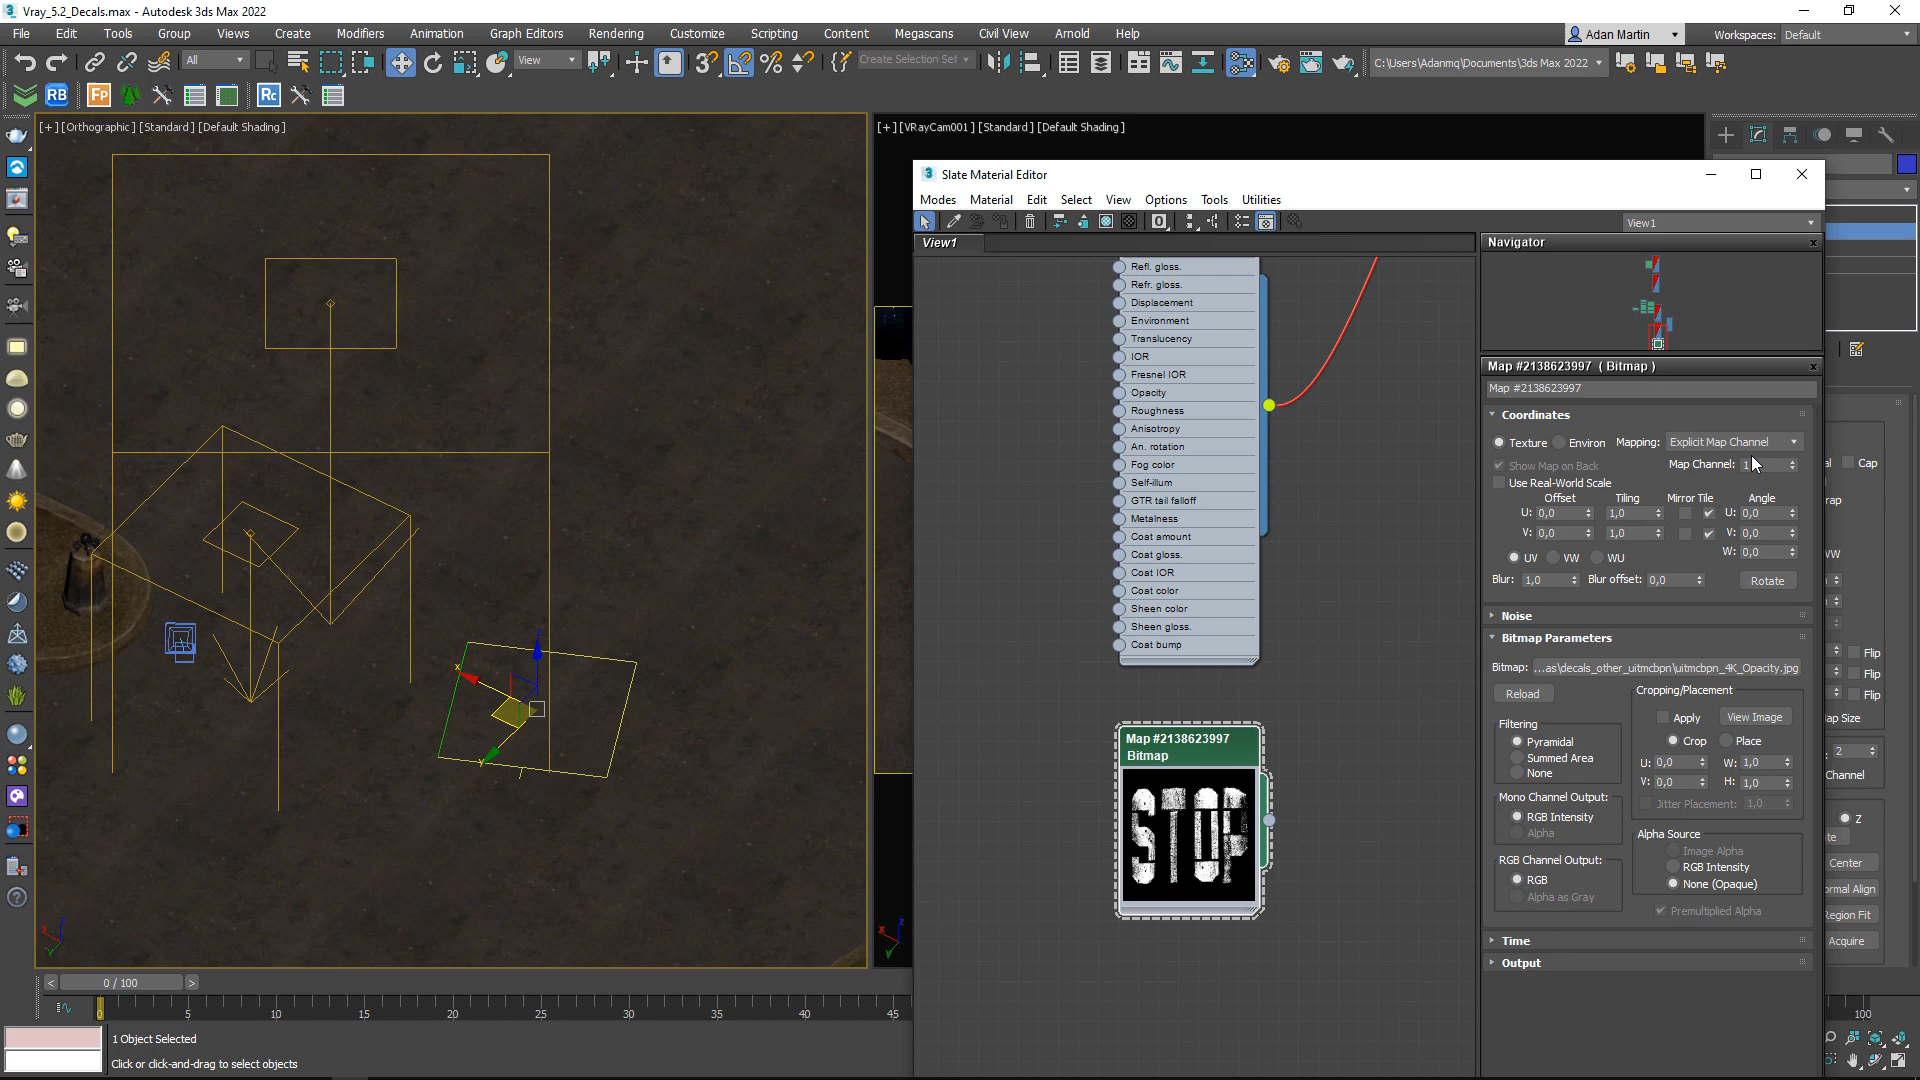 Vray_5.2_Decals.max - Autodesk 3ds Max 2022
File Edit Tools Group Views Create Modifiers Animation Graph Editors Rendering Customize Scripting Content Megascans Civil View Arnold Help
Adan Martin Workspaces: Default
All View Create Selection Set C:\Users\Adanmq\Documents\3ds Max 2022
RB Fp Rc
[+] [Orthographic ] [Standard ] [Default Shading ]
[+] [VRayCam001 ] [Standard ] [Default Shading ]
Slate Material Editor
Modes Material Edit Select View Options Tools Utilities
View1
View1
Navigator
Refl. gloss.
Refr. gloss.
Displacement
Environment
Translucency
IOR
Fresnel IOR
Opacity
Roughness
Anisotropy
An. rotation
Fog color
Self-illum
GTR tail falloff
Metalness
Coat amount
Coat gloss.
Coat IOR
Coat color
Sheen color
Sheen gloss.
Coat bump
Map #2138623997
Bitmap
STOP
Map #2138623997 ( Bitmap )
Map #2138623997
Coordinates
Texture Environ Mapping: Explicit Map Channel
Show Map on Back Map Channel: 1
Use Real-World Scale
Offset Tiling Mirror Tile Angle
U: 0,0 1,0 U: 0,0
V: 0,0 1,0 V: 0,0
UV VW WU W: 0,0
Blur: 1,0 Blur offset: 0,0 Rotate
Noise
Bitmap Parameters
Bitmap: ...as\decals_other_uitmcbpn\uitmcbpn_4K_Opacity.jpg
Reload
Cropping/Placement
Apply View Image
Crop Place
U: 0,0 W: 1,0
V: 0,0 H: 1,0
Jitter Placement: 1,0
Filtering
Pyramidal
Summed Area
None
Mono Channel Output:
RGB Intensity
Alpha
RGB Channel Output:
RGB
Alpha as Gray
Alpha Source
Image Alpha
RGB Intensity
None (Opaque)
Premultiplied Alpha
Time
Output
Cap
Flip
Flip
Flip
2
Z
Center
Acquire
x y z
0 / 100
0 5 10 15 20 25 30 35 40 45 100
1 Object Selected
Click or click-and-drag to select objects